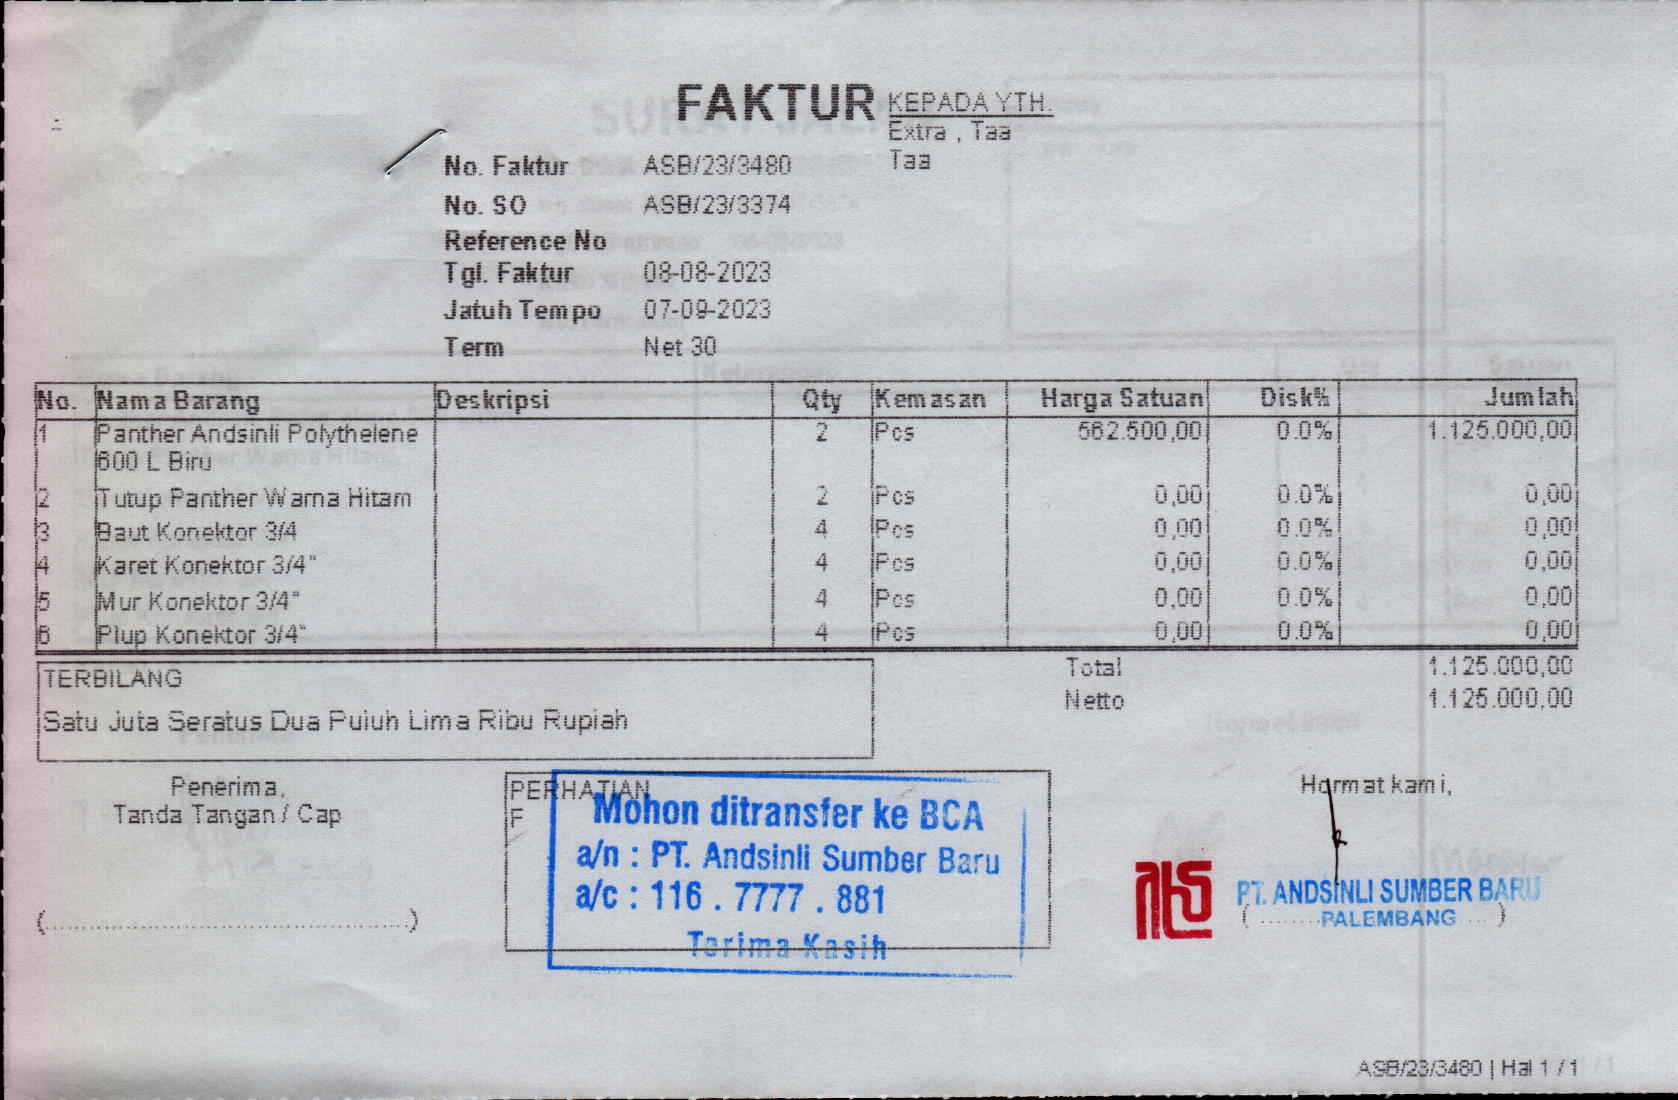 FAKTUR
KEPADA YTH.
Extra , Taa
Taa
No. Faktur ASB/23/3480
No. SO ASB/23/3374
Reference No
Tgl. Faktur 08-08-2023
Jatuh Tempo 07-09-2023
Term Net 30
No. Nama Barang Deskripsi Qty Kemasan Harga Satuan Disk% Jumlah
1 Panther Andsinli Polythelene 2 Pcs 562.500,00 0.0% 1.125.000,00
600 L Biru
2 Tutup Panther Warna Hitam 2 Pcs 0,00 0.0% 0,00
3 Baut Konektor 3/4 4 Pcs 0,00 0.0% 0,00
4 Karet Konektor 3/4" 4 Pcs 0,00 0.0% 0,00
5 Mur Konektor 3/4" 4 Pcs 0,00 0.0% 0,00
6 Plup Konektor 3/4" 4 Pcs 0,00 0.0% 0,00
Total 1.125.000,00
Netto 1.125.000,00
TERBILANG
Satu Juta Seratus Dua Puluh Lima Ribu Rupiah
Penerima,
Tanda Tangan / Cap
(................................................)
PERHATIAN
F
Mohon ditransfer ke BCA
a/n : PT. Andsinli Sumber Baru
a/c : 116 . 7777 . 881
Terima Kasih
Hormat kami,
PT. ANDSINLI SUMBER BARU
PALEMBANG
ASB/23/3480 | Hal 1 / 1